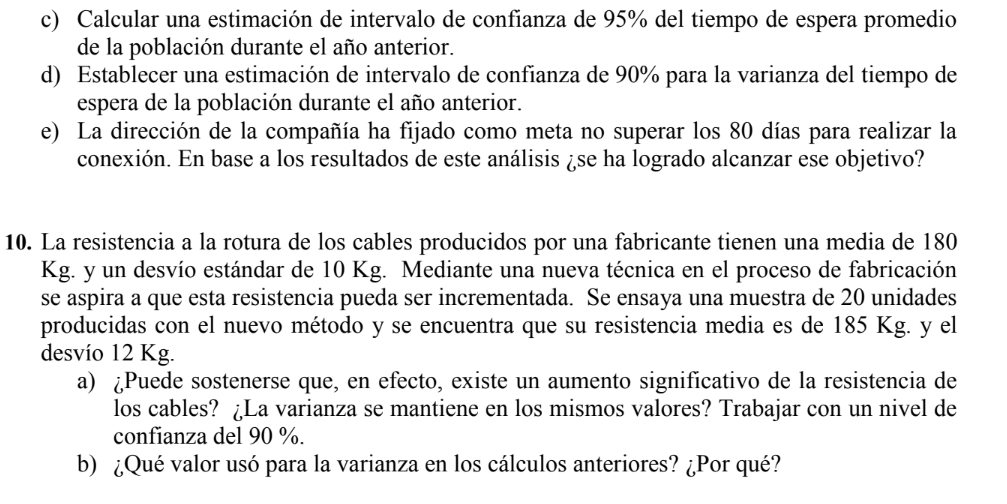 c) Calcular una estimación de intervalo de confianza de 95% del tiempo de espera promedio
de la población durante el año anterior.
d) Establecer una estimación de intervalo de confianza de 90% para la varianza del tiempo de
espera de la población durante el año anterior.
e) La dirección de la compañía ha fijado como meta no superar los 80 días para realizar la
conexión. En base a los resultados de este análisis ¿se ha logrado alcanzar ese objetivo?
10. La resistencia a la rotura de los cables producidos por una fabricante tienen una media de 180
Kg. y un desvío estándar de 10 Kg. Mediante una nueva técnica en el proceso de fabricación
se aspira a que esta resistencia pueda ser incrementada. Se ensaya una muestra de 20 unidades
producidas con el nuevo método y se encuentra que su resistencia media es de 185 Kg. y el
desvío 12 Kg.
a) ¿Puede sostenerse que, en efecto, existe un aumento significativo de la resistencia de
los cables? ¿La varianza se mantiene en los mismos valores? Trabajar con un nivel de
confianza del 90 %.
b) ¿Qué valor usó para la varianza en los cálculos anteriores? ¿Por qué?